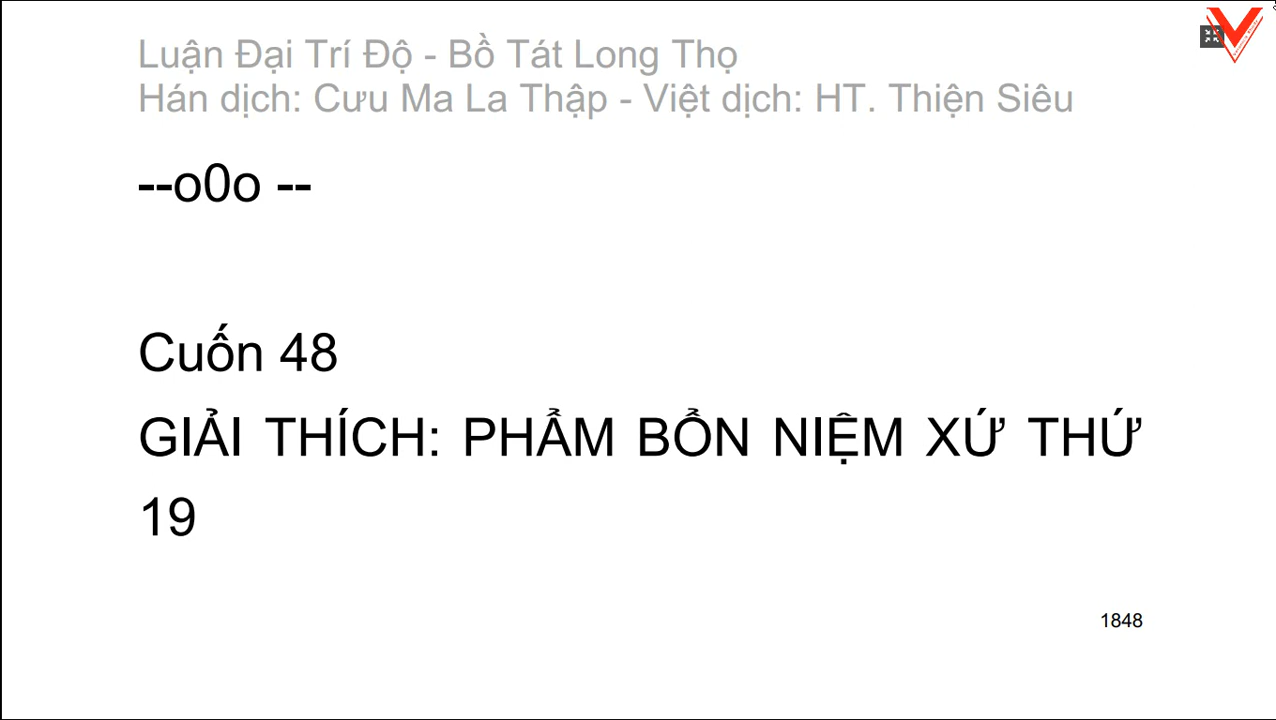 Luận Đại Trí Độ - Bồ Tát Long Thọ
Hán dịch: Cưu Ma La Thập - Việt dịch: HT. Thiện Siêu
--o0o --
Cuốn 48
GIẢI THÍCH: PHẨM BỔN NIỆM XỨ THỨ
19
1848